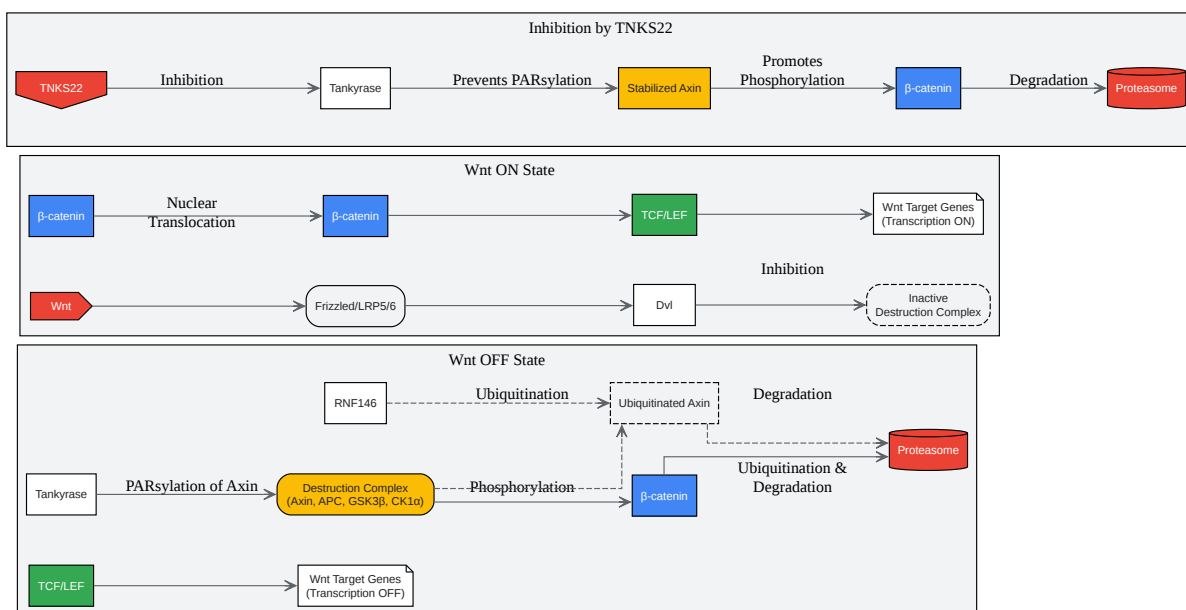 Inhibition by TNKS22
TNKS22
Inhibition
Tankyrase
Prevents PARsylation
Stabilized Axin
Promotes
Phosphorylation
β-catenin
Degradation
Proteasome
Wnt ON State
β-catenin
Nuclear
Translocation
β-catenin
TCF/LEF
Wnt Target Genes
(Transcription ON)
Wnt
Frizzled/LRP5/6
Dvl
Inhibition
Inactive
Destruction Complex
Wnt OFF State
RNF146
Ubiquitination
Ubiquitinated Axin
Degradation
Proteasome
Tankyrase
PARsylation of Axin
Destruction Complex
(Axin, APC, GSK3β, CK1α)
Phosphorylation
β-catenin
Ubiquitination &
Degradation
TCF/LEF
Wnt Target Genes
(Transcription OFF)